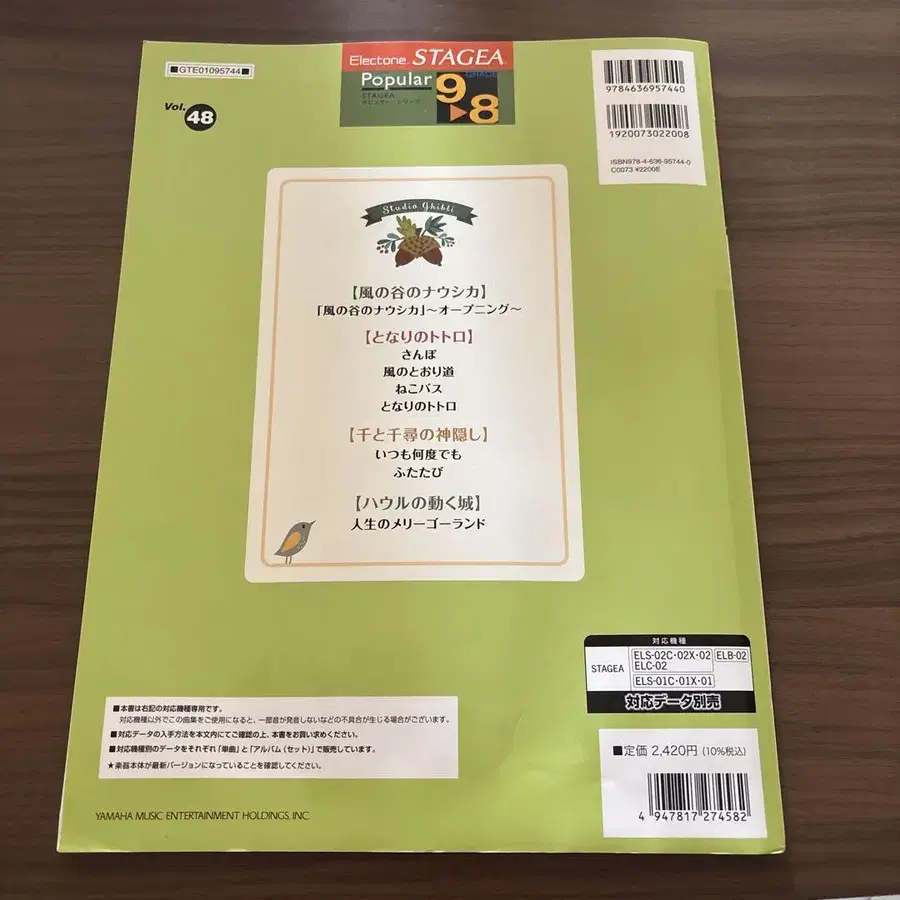 ■GTE01095744■
Vol. 48
Electone STAGEA
Popular
GRADE
STAGEA
ポピュラー・シリーズ
9▶8
9784636957440
1920073022008
ISBN978-4-636-95744-0
C0073 ¥2200E
Studio Ghibli
【風の谷のナウシカ】
「風の谷のナウシカ」～オープニング～
【となりのトトロ】
さんぽ
風のとおり道
ねこバス
となりのトトロ
【千と千尋の神隠し】
いつも何度でも
ふたたび
【ハウルの動く城】
人生のメリーゴーランド
対応機種
STAGEA
ELS-02C・02X・02
ELB-02
ELC-02
ELS-01C・01X・01
対応データ別売
■本書は右記の対応機種専用です。
対応機種以外でこの曲集をご使用になると、一部音が発音しないなどの不具合が生じる場合がございます。
■対応データの入手方法を本文内にてご確認の上、本書をお買い求めください。
■対応機種別のデータをそれぞれ「単曲」と「アルバム(セット)」で販売しています。
★楽器本体が最新バージョンになっていることを確認してください。
■定価 2,420円 (10%税込)
4 947817 274582
YAMAHA MUSIC ENTERTAINMENT HOLDINGS, INC.